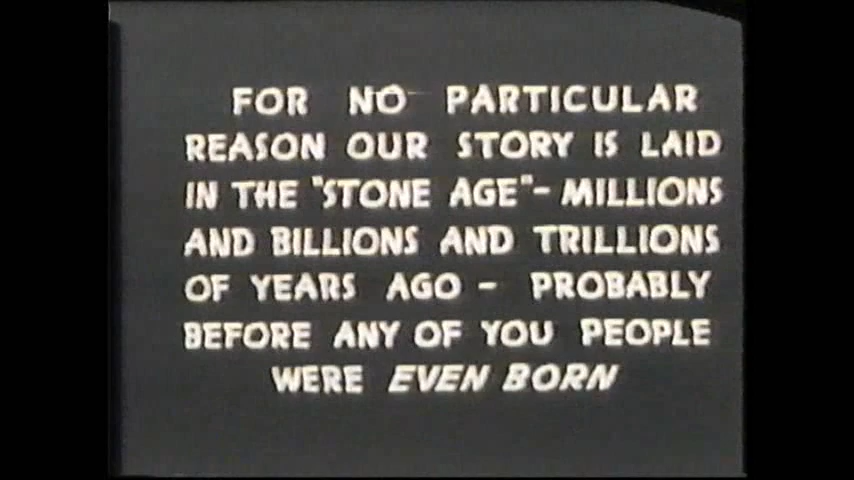 FOR NO PARTICULAR
REASON OUR STORY IS LAID
IN THE "STONE AGE"- MILLIONS
AND BILLIONS AND TRILLIONS
OF YEARS AGO - PROBABLY
BEFORE ANY OF YOU PEOPLE
WERE EVEN BORN